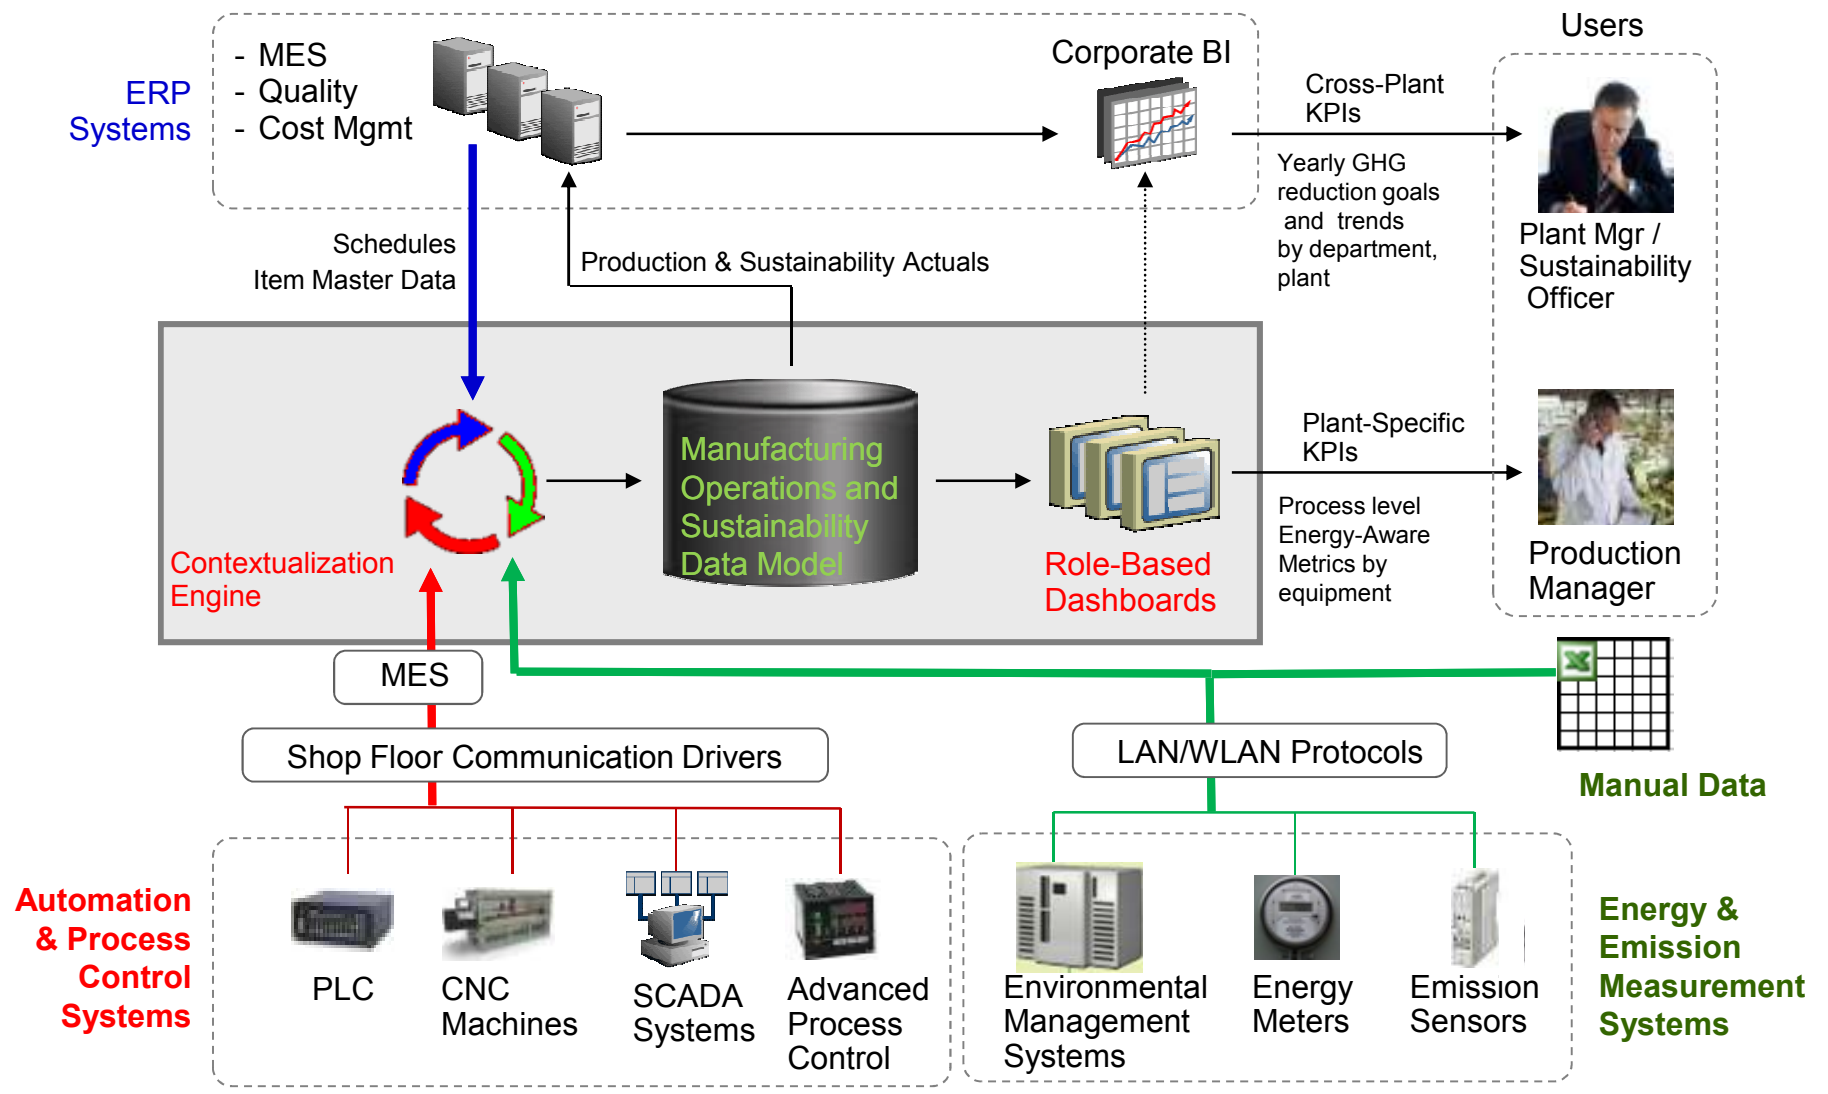 Users
- MES
- Quality
- Cost Mgmt
ERP
Systems
Corporate BI
Cross-Plant
KPIs
Yearly GHG
reduction goals
and trends
by department,
plant
Plant Mgr /
Sustainability
Officer
Schedules
Item Master Data
Production & Sustainability Actuals
Manufacturing
Operations and
Sustainability
Data Model
Contextualization
Engine
Role-Based
Dashboards
Plant-Specific
KPIs
Process level
Energy-Aware
Metrics by
equipment
Production
Manager
MES
Shop Floor Communication Drivers
LAN/WLAN Protocols
Manual Data
Automation
& Process
Control
Systems
PLC
CNC
Machines
SCADA
Systems
Advanced
Process
Control
Environmental
Management
Systems
Energy
Meters
Emission
Sensors
Energy &
Emission
Measurement
Systems